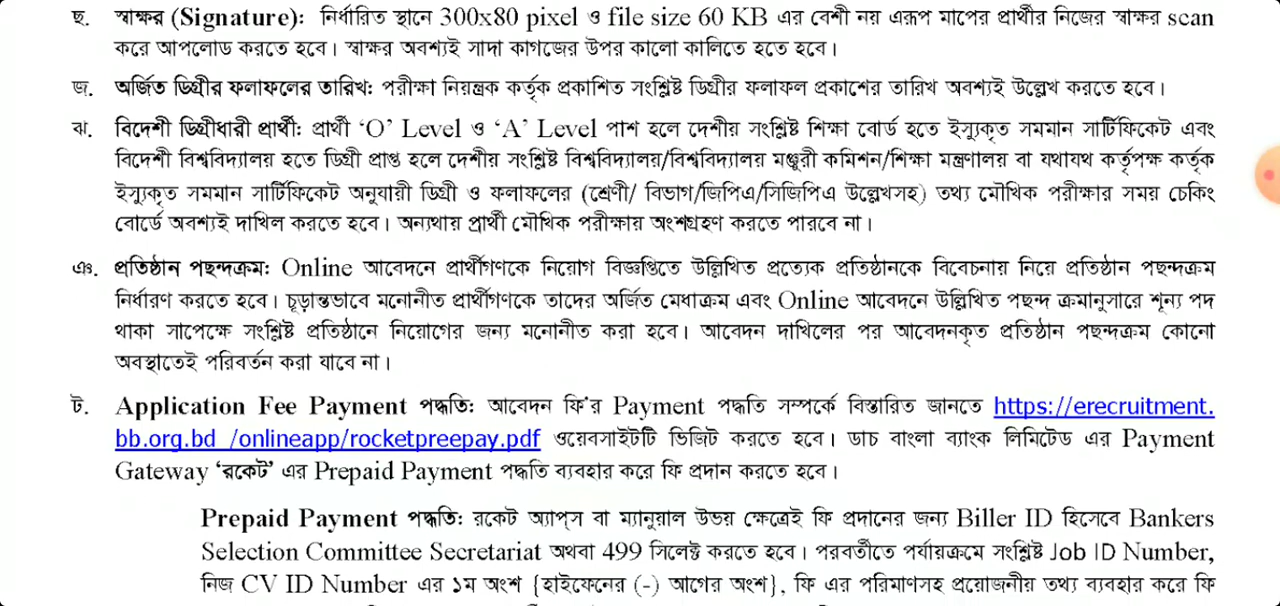 ছ. স্বাক্ষর (Signature): নির্ধারিত স্থানে 300x80 pixel ও file size 60 KB এর বেশী নয় এরূপ মাপের প্রার্থীর নিজের স্বাক্ষর scan
করে আপলোড করতে হবে। স্বাক্ষর অবশ্যই সাদা কাগজের উপর কালো কালিতে হতে হবে।
জ. অর্জিত ডিগ্রীর ফলাফলের তারিখ: পরীক্ষা নিয়ন্ত্রক কর্তৃক প্রকাশিত সংশ্লিষ্ট ডিগ্রীর ফলাফল প্রকাশের তারিখ অবশ্যই উল্লেখ করতে হবে।
ঝ. বিদেশী ডিগ্রীধারী প্রার্থী: প্রার্থী ‘O’ Level ও ‘A’ Level পাশ হলে দেশীয় সংশ্লিষ্ট শিক্ষা বোর্ড হতে ইস্যুকৃত সমমান সার্টিফিকেট এবং
বিদেশী বিশ্ববিদ্যালয় হতে ডিগ্রী প্রাপ্ত হলে দেশীয় সংশ্লিষ্ট বিশ্ববিদ্যালয়/বিশ্ববিদ্যালয় মঞ্জুরী কমিশন/শিক্ষা মন্ত্রণালয় বা যথাযথ কর্তৃপক্ষ কর্তৃক
ইস্যুকৃত সমমান সার্টিফিকেট অনুযায়ী ডিগ্রী ও ফলাফলের (শ্রেণী/ বিভাগ/জিপিএ/সিজিপিএ উল্লেখসহ) তথ্য মৌখিক পরীক্ষার সময় চেকিং
বোর্ডে অবশ্যই দাখিল করতে হবে। অন্যথায় প্রার্থী মৌখিক পরীক্ষায় অংশগ্রহণ করতে পারবে না।
ঞ. প্রতিষ্ঠান পছন্দক্রম: Online আবেদনে প্রার্থীগণকে নিয়োগ বিজ্ঞপ্তিতে উল্লিখিত প্রত্যেক প্রতিষ্ঠানকে বিবেচনায় নিয়ে প্রতিষ্ঠান পছন্দক্রম
নির্ধারণ করতে হবে। চূড়ান্তভাবে মনোনীত প্রার্থীগণকে তাদের অর্জিত মেধাক্রম এবং Online আবেদনে উল্লিখিত পছন্দ ক্রমানুসারে শূন্য পদ
থাকা সাপেক্ষে সংশ্লিষ্ট প্রতিষ্ঠানে নিয়োগের জন্য মনোনীত করা হবে। আবেদন দাখিলের পর আবেদনকৃত প্রতিষ্ঠান পছন্দক্রম কোনো
অবস্থাতেই পরিবর্তন করা যাবে না।
ট. Application Fee Payment পদ্ধতি: আবেদন ফি'র Payment পদ্ধতি সম্পর্কে বিস্তারিত জানতে https://erecruitment.
bb.org.bd /onlineapp/rocketpreepay.pdf ওয়েবসাইটটি ভিজিট করতে হবে। ডাচ বাংলা ব্যাংক লিমিটেড এর Payment
Gateway ‘রকেট’ এর Prepaid Payment পদ্ধতি ব্যবহার করে ফি প্রদান করতে হবে।
Prepaid Payment পদ্ধতি: রকেট অ্যাপ্স বা ম্যানুয়াল উভয় ক্ষেত্রেই ফি প্রদানের জন্য Biller ID হিসেবে Bankers
Selection Committee Secretariat অথবা 499 সিলেক্ট করতে হবে। পরবর্তীতে পর্যায়ক্রমে সংশ্লিষ্ট Job ID Number,
নিজ CV ID Number এর ১ম অংশ {হাইফেনের (-) আগের অংশ}, ফি এর পরিমাণসহ প্রয়োজনীয় তথ্য ব্যবহার করে ফি